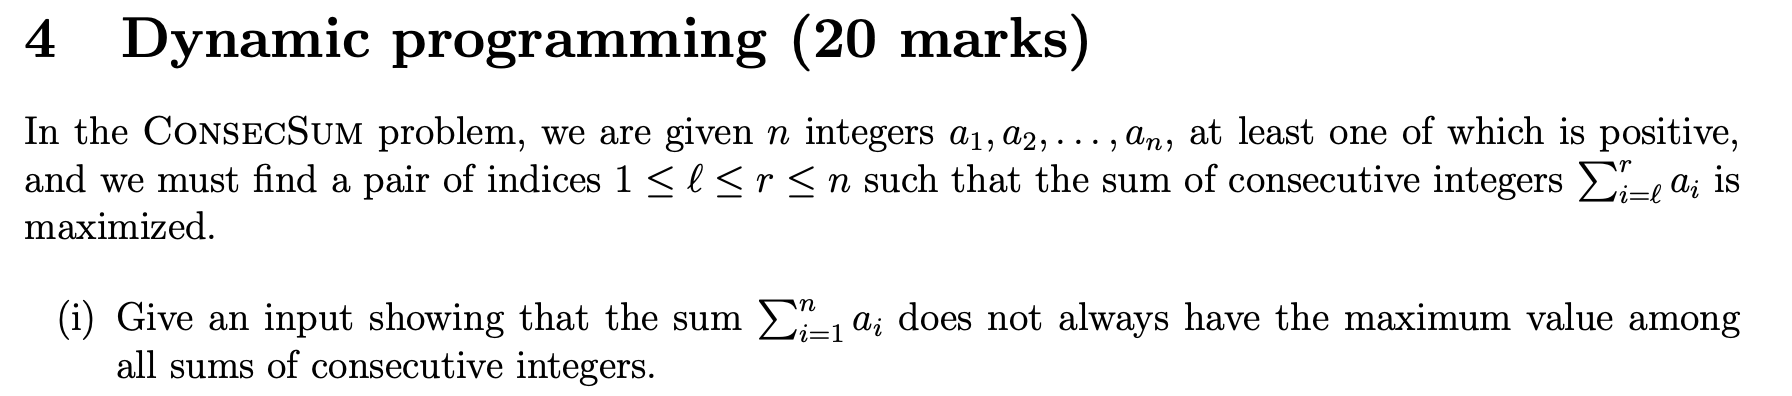 4 Dynamic programming (20 marks)
In the CONSECSUM problem, we are given n integers a₁, a₂, . . . , aₙ, at least one of which is positive,
and we must find a pair of indices 1 ≤ ℓ ≤ r ≤ n such that the sum of consecutive integers ∑ʳᵢ₌ℓ aᵢ is
maximized.
(i) Give an input showing that the sum ∑ⁿᵢ₌₁ aᵢ does not always have the maximum value among
all sums of consecutive integers.